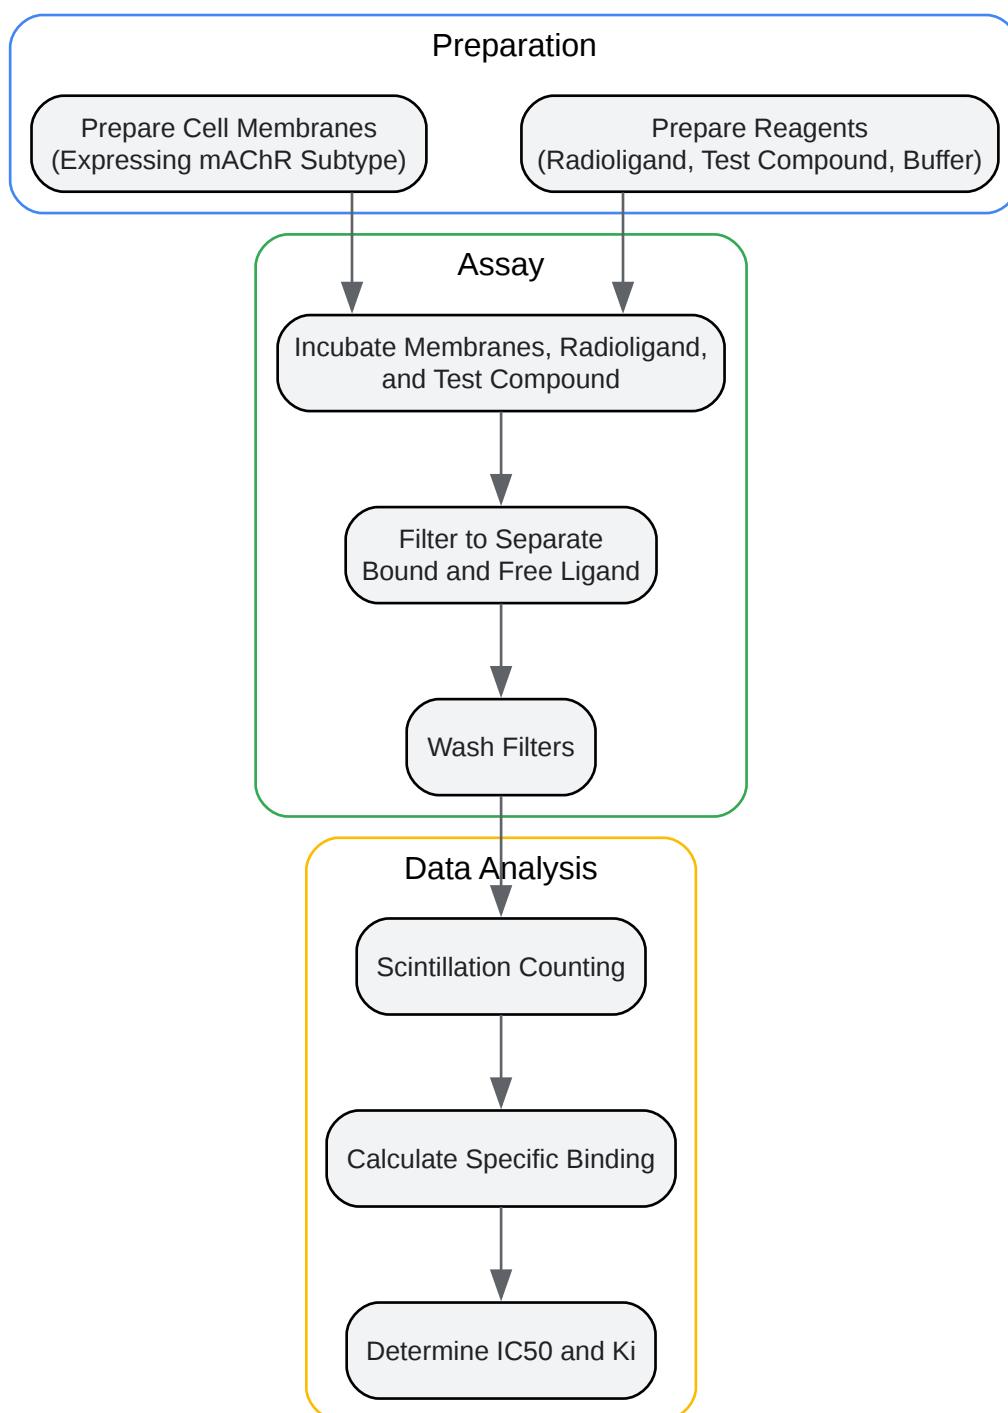 Preparation
Prepare Cell Membranes
(Expressing mAChR Subtype)
Prepare Reagents
(Radioligand, Test Compound, Buffer)
Assay
Incubate Membranes, Radioligand,
and Test Compound
Filter to Separate
Bound and Free Ligand
Wash Filters
Data Analysis
Scintillation Counting
Calculate Specific Binding
Determine IC50 and Ki